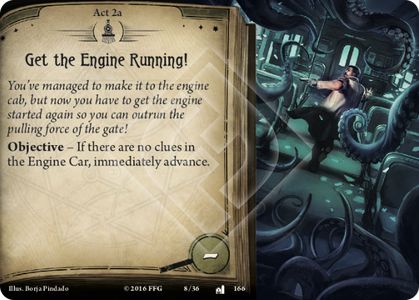 Act 2a
Get the Engine Running!
You've managed to make it to the engine
cab, but now you have to get the engine
started again so you can outrun the
pulling force of the gate!
Objective – If there are no clues in
the Engine Car, immediately advance.
–
Illus. Borja Pindado
© 2016 FFG
8/36
166